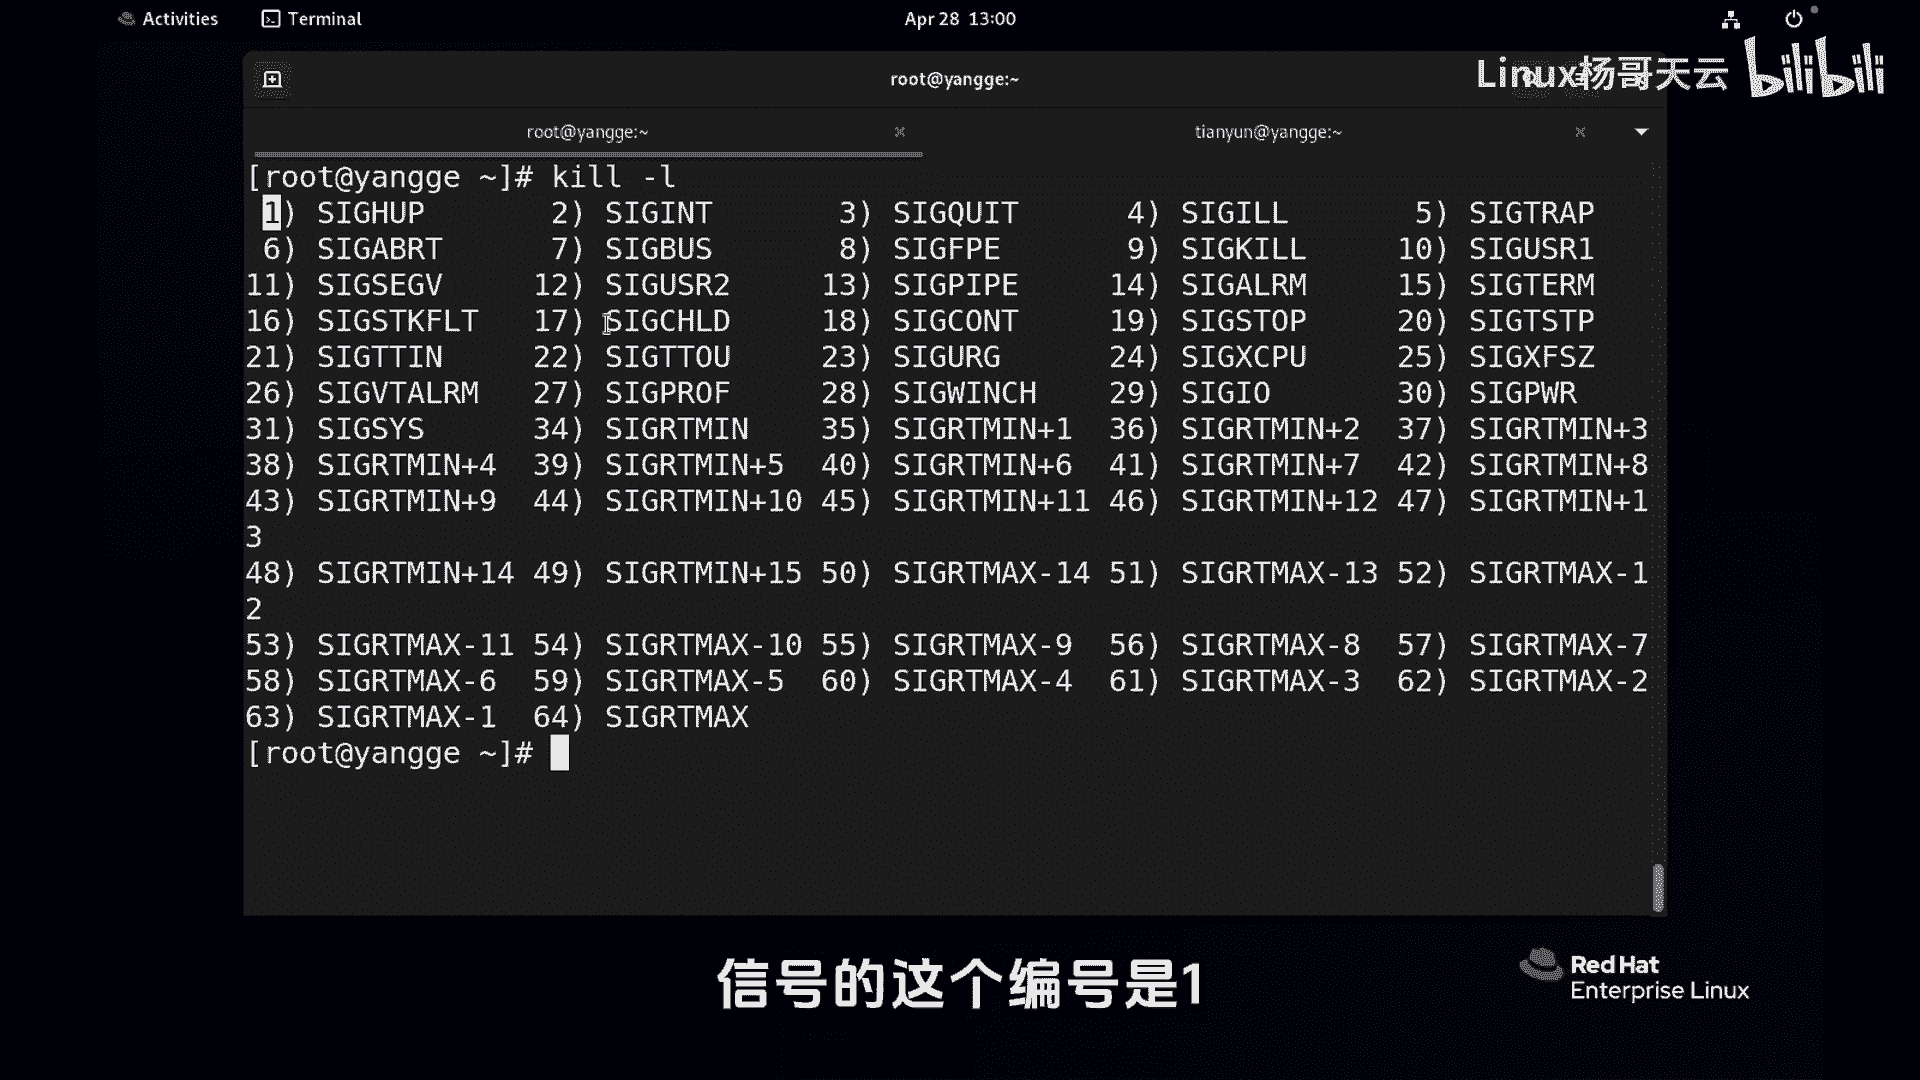 Activities Terminal Apr 28 13:00
Linux杨哥天云 bilibili
root@yangge:~
root@yangge:~ tianyun@yangge:~
[root@yangge ~]# kill -l
1) SIGHUP 2) SIGINT 3) SIGQUIT 4) SIGILL 5) SIGTRAP
6) SIGABRT 7) SIGBUS 8) SIGFPE 9) SIGKILL 10) SIGUSR1
11) SIGSEGV 12) SIGUSR2 13) SIGPIPE 14) SIGALRM 15) SIGTERM
16) SIGSTKFLT 17) SIGCHLD 18) SIGCONT 19) SIGSTOP 20) SIGTSTP
21) SIGTTIN 22) SIGTTOU 23) SIGURG 24) SIGXCPU 25) SIGXFSZ
26) SIGVTALRM 27) SIGPROF 28) SIGWINCH 29) SIGIO 30) SIGPWR
31) SIGSYS 34) SIGRTMIN 35) SIGRTMIN+1 36) SIGRTMIN+2 37) SIGRTMIN+3
38) SIGRTMIN+4 39) SIGRTMIN+5 40) SIGRTMIN+6 41) SIGRTMIN+7 42) SIGRTMIN+8
43) SIGRTMIN+9 44) SIGRTMIN+10 45) SIGRTMIN+11 46) SIGRTMIN+12 47) SIGRTMIN+1
3
48) SIGRTMIN+14 49) SIGRTMIN+15 50) SIGRTMAX-14 51) SIGRTMAX-13 52) SIGRTMAX-1
2
53) SIGRTMAX-11 54) SIGRTMAX-10 55) SIGRTMAX-9 56) SIGRTMAX-8 57) SIGRTMAX-7
58) SIGRTMAX-6 59) SIGRTMAX-5 60) SIGRTMAX-4 61) SIGRTMAX-3 62) SIGRTMAX-2
63) SIGRTMAX-1 64) SIGRTMAX
[root@yangge ~]#
信号的这个编号是1
Red Hat
Enterprise Linux